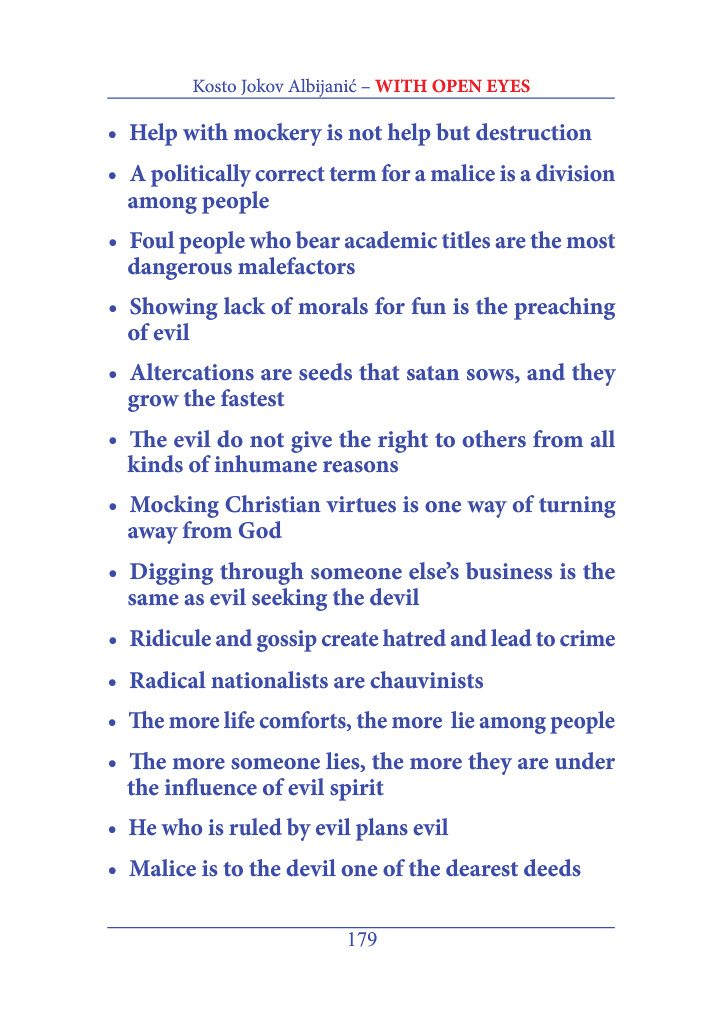 Kosto Jokov Albijanić – WITH OPEN EYES
• Help with mockery is not help but destruction
• A politically correct term for a malice is a division
among people
• Foul people who bear academic titles are the most
dangerous malefactors
• Showing lack of morals for fun is the preaching
of evil
• Altercations are seeds that satan sows, and they
grow the fastest
• The evil do not give the right to others from all
kinds of inhumane reasons
• Mocking Christian virtues is one way of turning
away from God
• Digging through someone else’s business is the
same as evil seeking the devil
• Ridicule and gossip create hatred and lead to crime
• Radical nationalists are chauvinists
• The more life comforts, the more lie among people
• The more someone lies, the more they are under
the influence of evil spirit
• He who is ruled by evil plans evil
• Malice is to the devil one of the dearest deeds
179